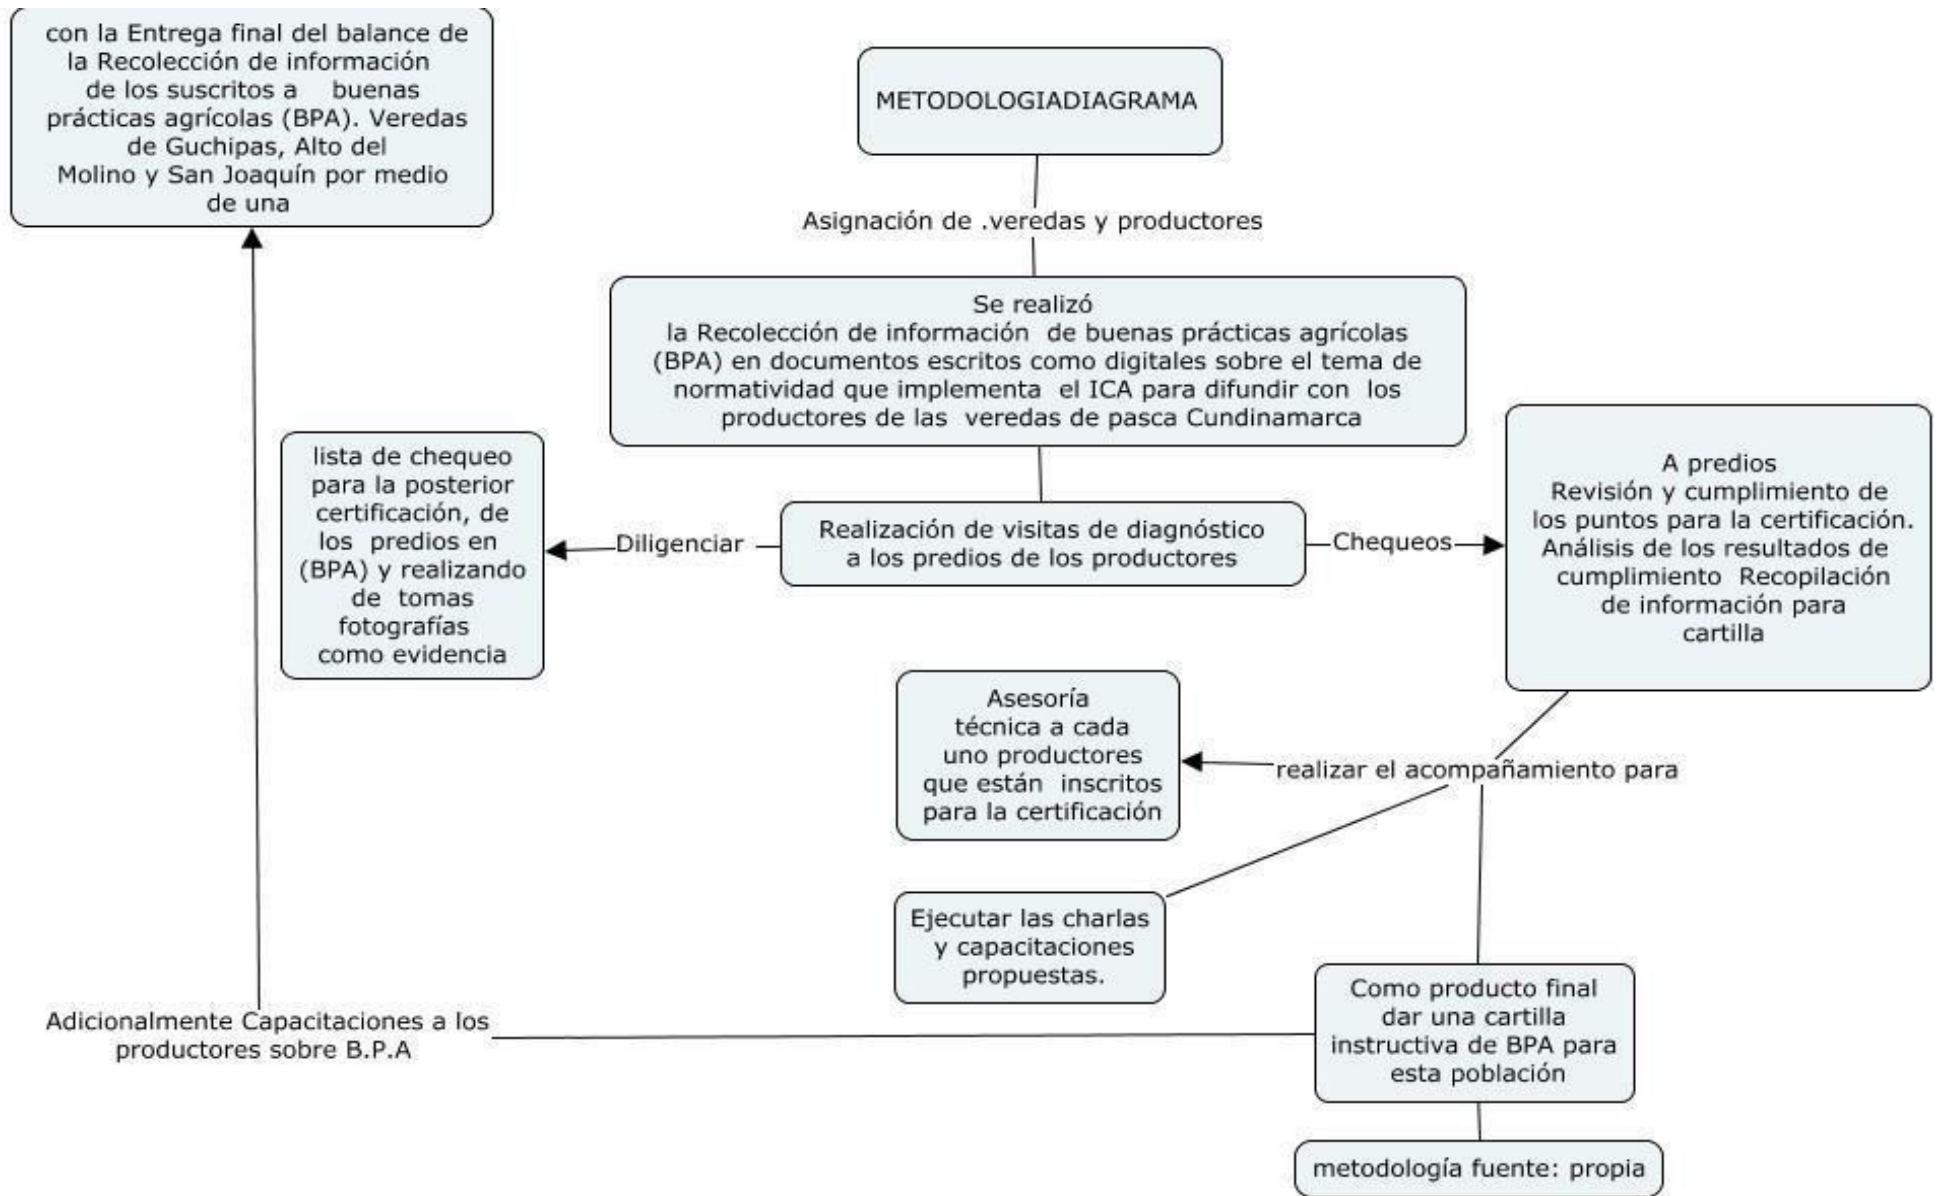 con la Entrega final del balance de
la Recolección de información
de los suscritos a buenas
prácticas agrícolas (BPA). Veredas
de Guchipas, Alto del
Molino y San Joaquín por medio
de una
METODOLOGIADIAGRAMA
Asignación de .veredas y productores
Se realizó
la Recolección de información de buenas prácticas agrícolas
(BPA) en documentos escritos como digitales sobre el tema de
normatividad que implementa el ICA para difundir con los
productores de las veredas de pasca Cundinamarca
lista de chequeo
para la posterior
certificación, de
los predios en
(BPA) y realizando
de tomas
fotografías
como evidencia
Diligenciar
Realización de visitas de diagnóstico
a los predios de los productores
Chequeos
A predios
Revisión y cumplimiento de
los puntos para la certificación.
Análisis de los resultados de
cumplimiento Recopilación
de información para
cartilla
Asesoría
técnica a cada
uno productores
que están inscritos
para la certificación
realizar el acompañamiento para
Ejecutar las charlas
y capacitaciones
propuestas.
Como producto final
dar una cartilla
instructiva de BPA para
esta población
Adicionalmente Capacitaciones a los
productores sobre B.P.A
metodología fuente: propia